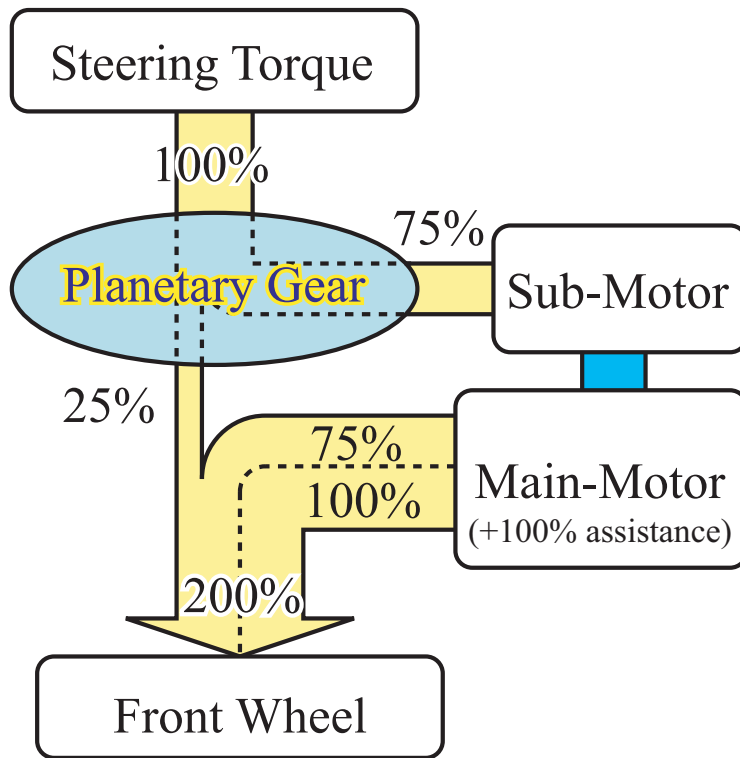 Steering Torque
100%
75%
Planetary Gear
Sub-Motor
25%
75%
100%
Main-Motor
(+100% assistance)
200%
Front Wheel